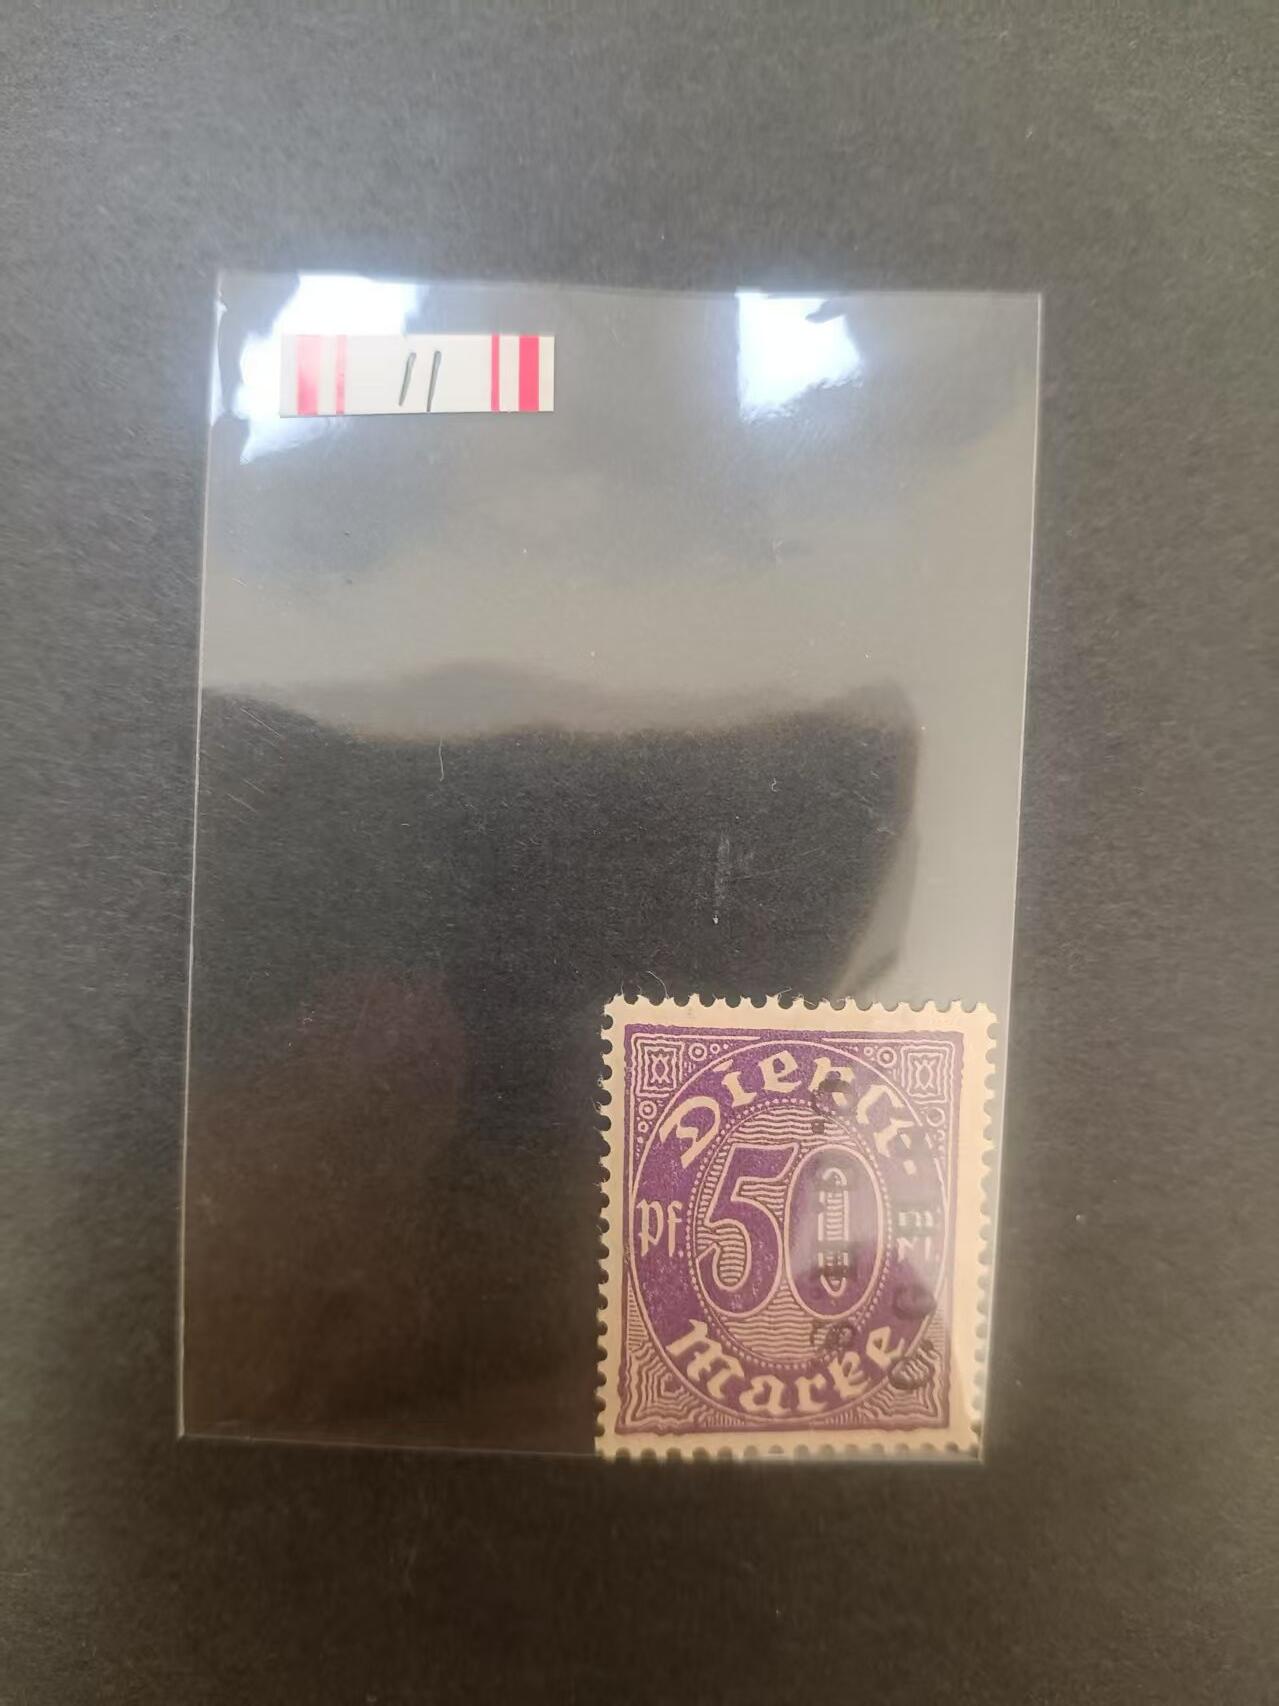 11
Dienst
Pf. 50
Marke
C.G.H.S.
C.G.H.S.